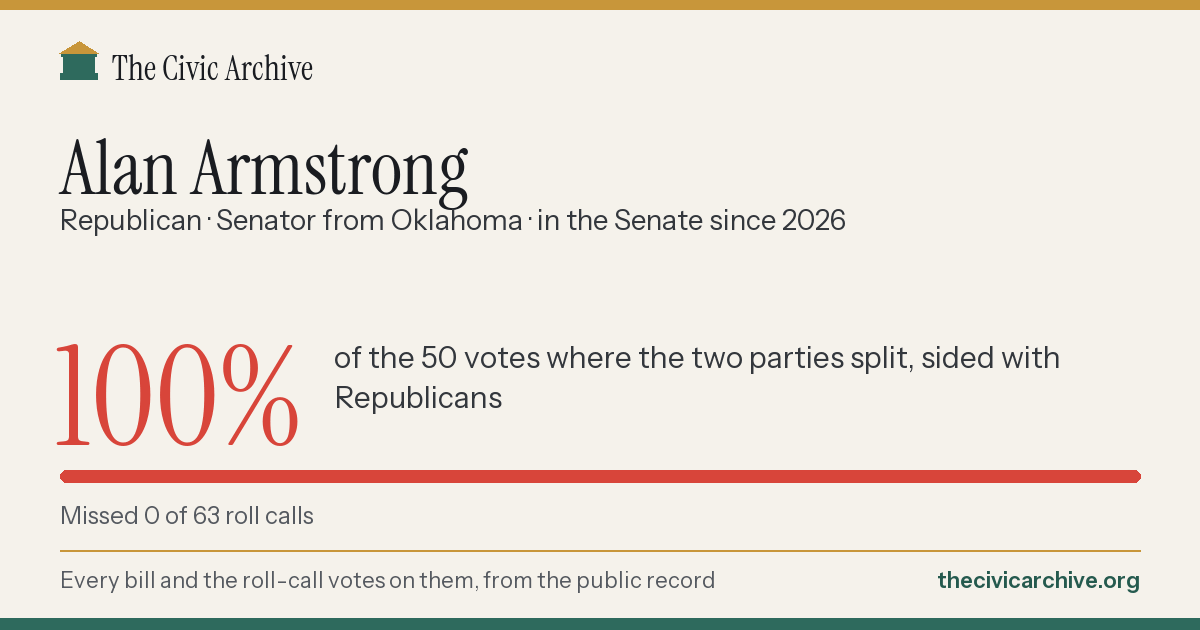 The Civic Archive
Alan Armstrong
Republican · Senator from Oklahoma · in the Senate since 2026
100%
of the 50 votes where the two parties split, sided with
Republicans
Missed 0 of 63 roll calls
Every bill and the roll-call votes on them, from the public record
thecivicarchive.org